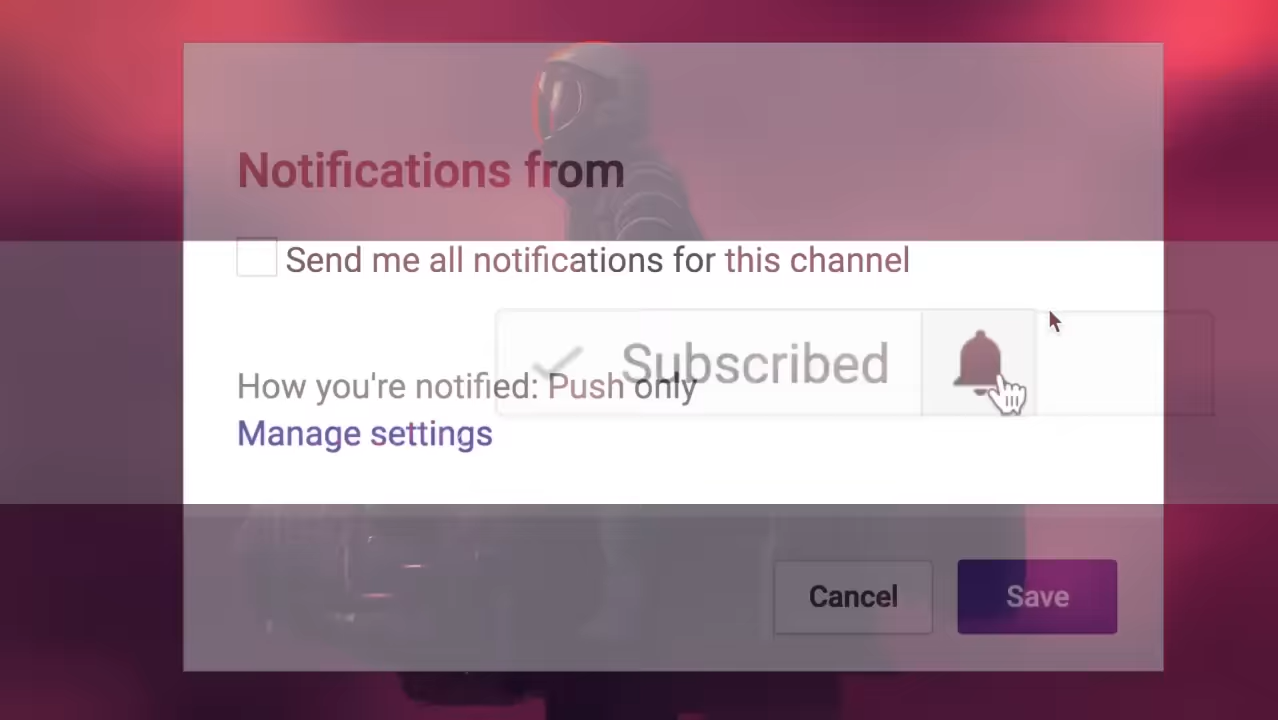 Notifications from
Send me all notifications for this channel
Subscribed
How you're notified: Push only
Manage settings
Cancel
Save